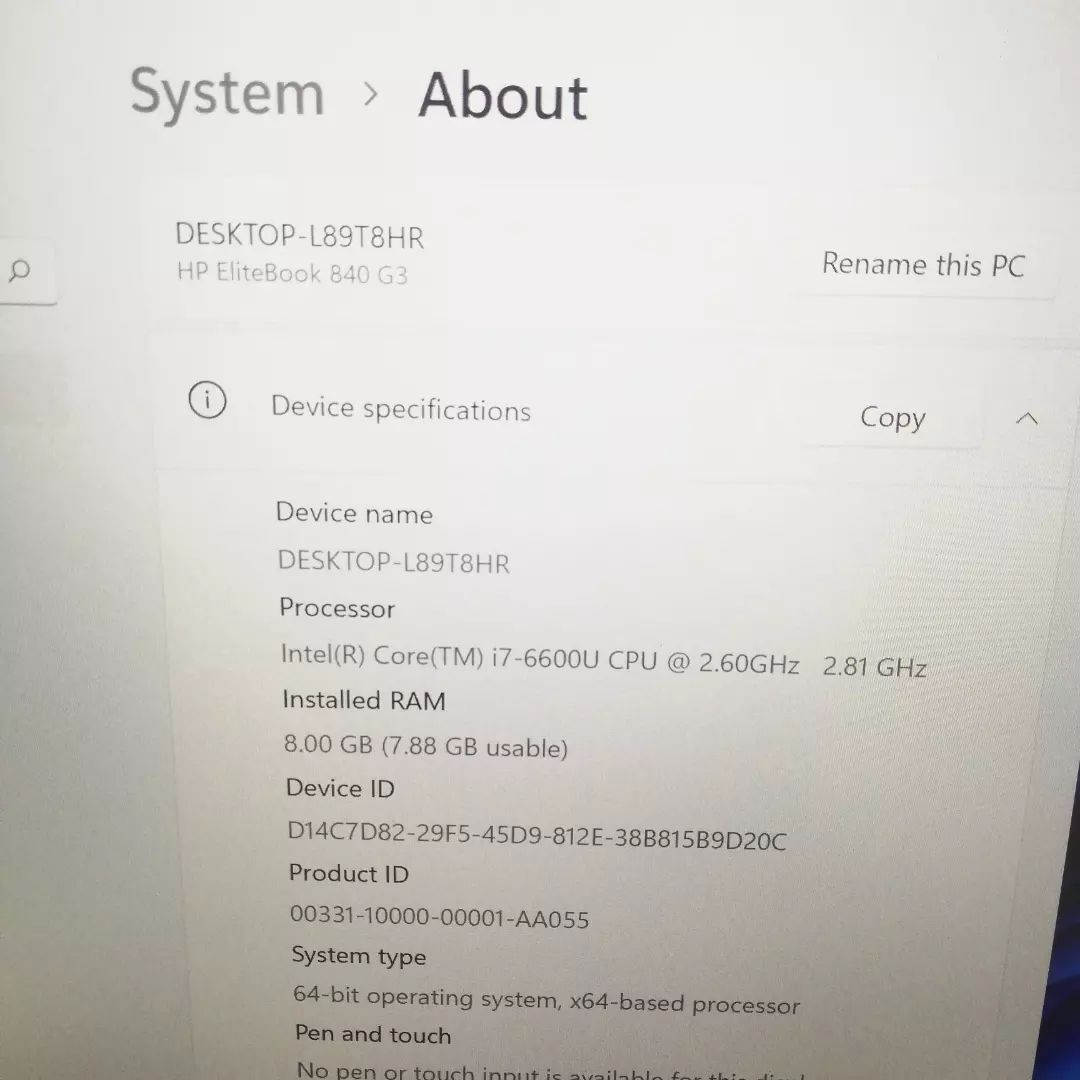 System > About
DESKTOP-L89T8HR
HP EliteBook 840 G3
Rename this PC
Device specifications
Copy
Device name
DESKTOP-L89T8HR
Processor
Intel(R) Core(TM) i7-6600U CPU @ 2.60GHz 2.81 GHz
Installed RAM
8.00 GB (7.88 GB usable)
Device ID
D14C7D82-29F5-45D9-812E-38B815B9D20C
Product ID
00331-10000-00001-AA055
System type
64-bit operating system, x64-based processor
Pen and touch
No pen or touch input is available for this